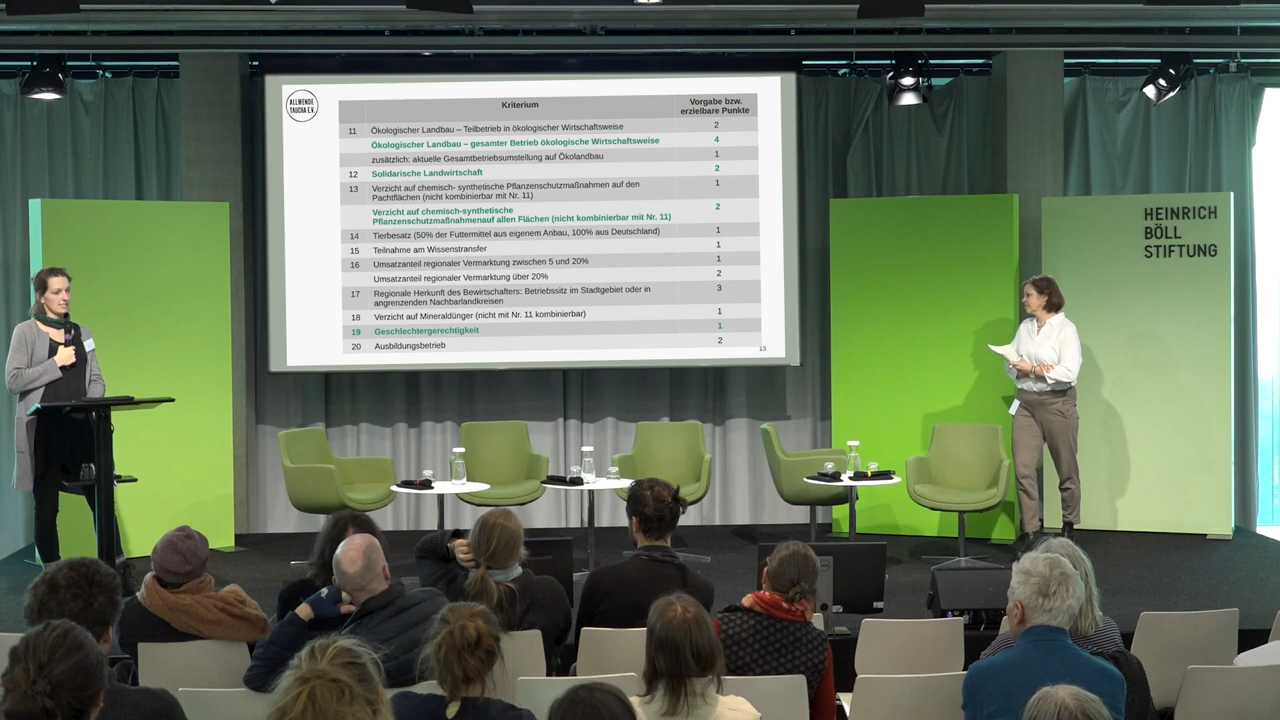 ALLMENDE
TAUCHA E.V.
Kriterium
Vorgabe bzw.
erzielbare Punkte
11 Ökologischer Landbau – Teilbetrieb in ökologischer Wirtschaftsweise 2
Ökologischer Landbau – gesamter Betrieb ökologische Wirtschaftsweise 4
zusätzlich: aktuelle Gesamtbetriebsumstellung auf Ökolandbau 1
12 Solidarische Landwirtschaft 2
13 Verzicht auf chemisch- synthetische Pflanzenschutzmaßnahmen auf den 1
Pachtflächen (nicht kombinierbar mit Nr. 11)
Verzicht auf chemisch-synthetische 2
Pflanzenschutzmaßnahmenauf allen Flächen (nicht kombinierbar mit Nr. 11)
14 Tierbesatz (50% der Futtermittel aus eigenem Anbau, 100% aus Deutschland) 1
15 Teilnahme am Wissenstransfer 1
16 Umsatzanteil regionaler Vermarktung zwischen 5 und 20% 1
Umsatzanteil regionaler Vermarktung über 20% 2
17 Regionale Herkunft des Bewirtschafters: Betriebssitz im Stadtgebiet oder in 3
angrenzenden Nachbarlandkreisen
18 Verzicht auf Mineraldünger (nicht mit Nr. 11 kombinierbar) 1
19 Geschlechtergerechtigkeit 1
20 Ausbildungsbetrieb 2
13
HEINRICH
BÖLL
STIFTUNG